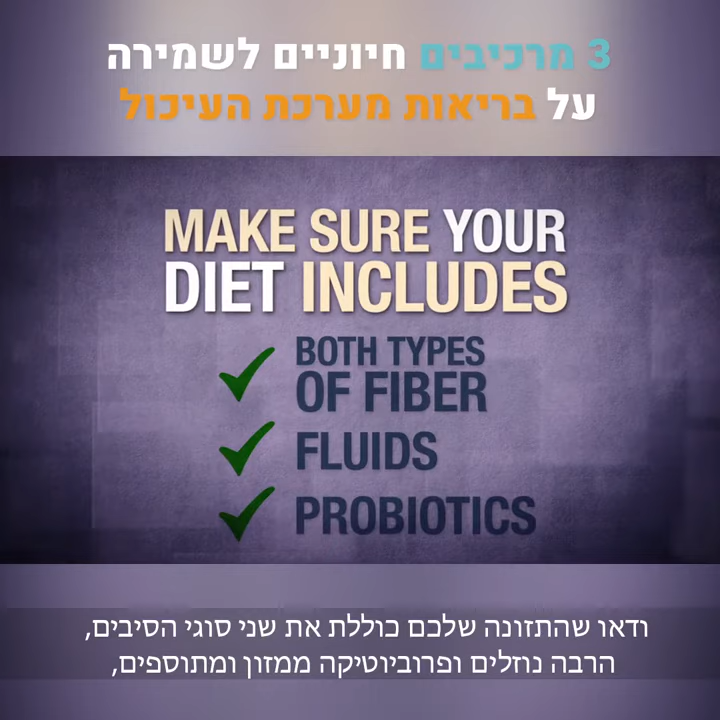 3 מרכיבים חיוניים לשמירה
על בריאות מערכת העיכול
MAKE SURE YOUR
DIET INCLUDES
BOTH TYPES
OF FIBER
FLUIDS
PROBIOTICS
ודאו שהתזונה שלכם כוללת את שני סוגי הסיבים,
הרבה נוזלים ופרוביוטיקה ממזון ומתוספים,